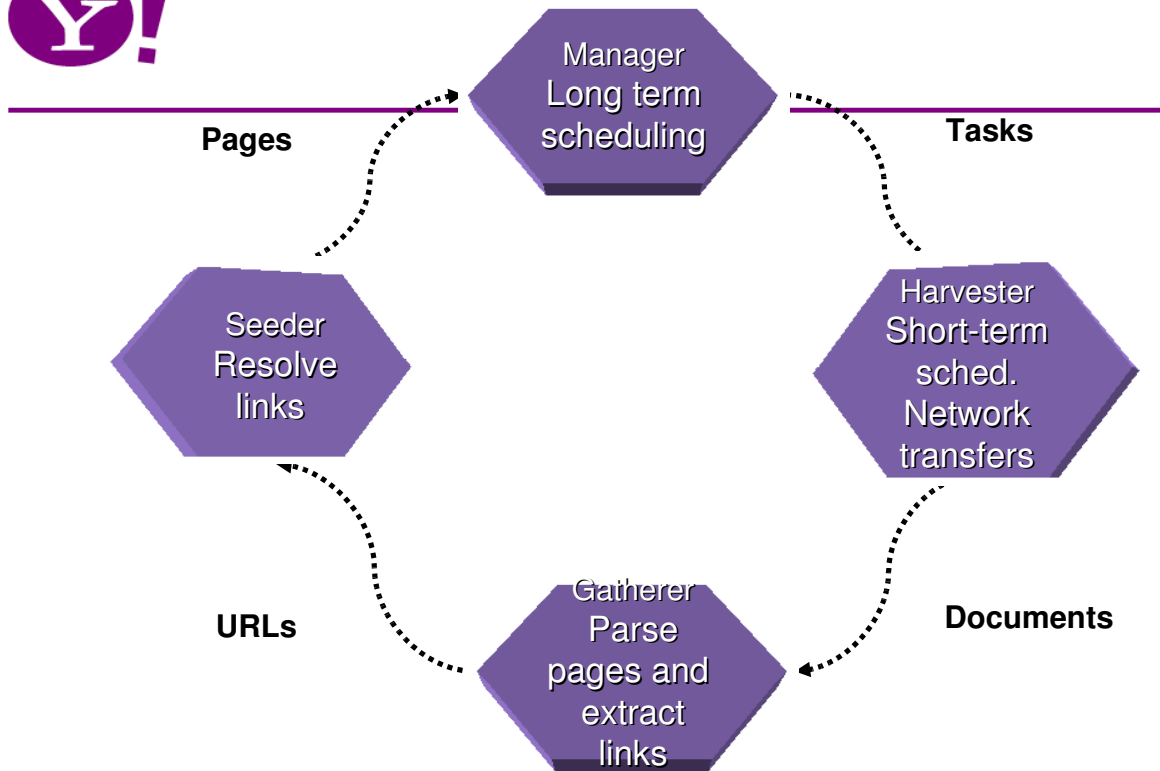 Y!
Manager
Long term
scheduling
Pages
Tasks
Seeder
Resolve
links
Harvester
Short-term
sched.
Network
transfers
URLs
Documents
Gatherer
Parse
pages and
extract
links